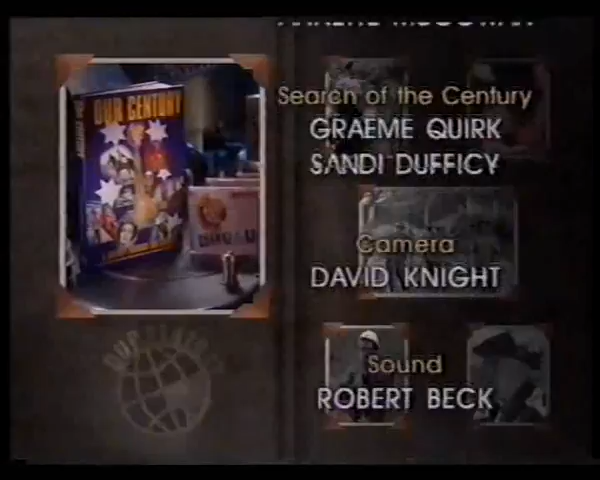 OUR CENTURY
Search of the Century
GRAEME QUIRK
SANDI DUFFICY
Camera
DAVID KNIGHT
Sound
ROBERT BECK